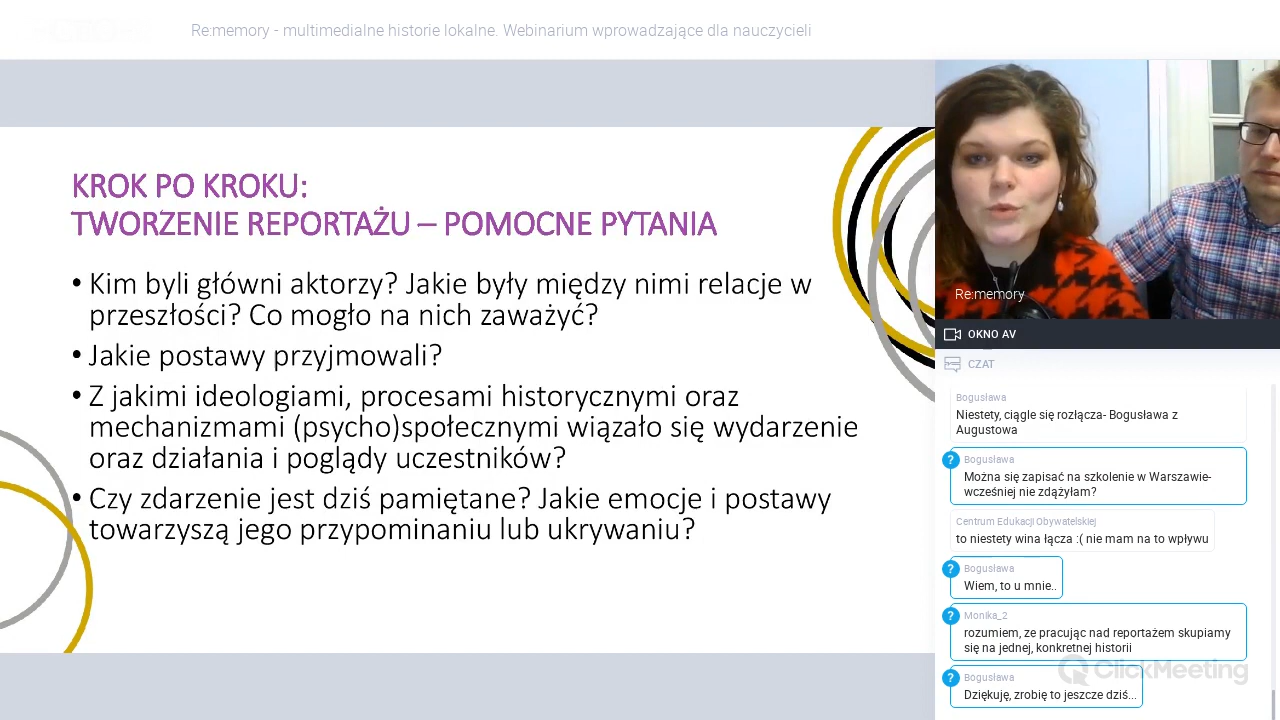 Re:memory - multimedialne historie lokalne. Webinarium wprowadzające dla nauczycieli
KROK PO KROKU:
TWORZENIE REPORTAŻU – POMOCNE PYTANIA
• Kim byli główni aktorzy? Jakie były między nimi relacje w
przeszłości? Co mogło na nich zaważyć?
• Jakie postawy przyjmowali?
• Z jakimi ideologiami, procesami historycznymi oraz
mechanizmami (psycho)społecznymi wiązało się wydarzenie
oraz działania i poglądy uczestników?
• Czy zdarzenie jest dziś pamiętane? Jakie emocje i postawy
towarzyszą jego przypominaniu lub ukrywaniu?
Re:memory
OKNO AV
CZAT
Bogusława
Niestety, ciągle się rozłącza- Bogusława z
Augustowa
?
Bogusława
Można się zapisać na szkolenie w Warszawie-
wcześniej nie zdążyłam?
Centrum Edukacji Obywatelskiej
to niestety wina łącza :( nie mam na to wpływu
?
Bogusława
Wiem, to u mnie..
?
Monika_2
rozumiem, ze pracując nad reportażem skupiamy
się na jednej, konkretnej historii
?
Bogusława
Dziękuję, zrobię to jeszcze dziś...
ClickMeeting